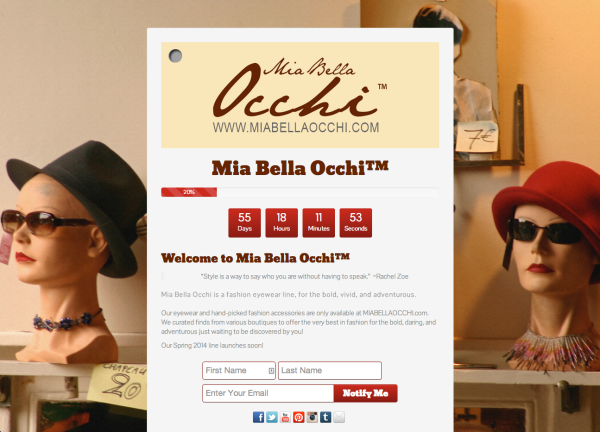 Mia Bella
Occhi™
WWW.MIABELLAOCCHI.COM
Mia Bella Occhi™
20%
55 18 11 53
Days Hours Minutes Seconds
Welcome to Mia Bella Occhi™
"Style is a way to say who you are without having to speak." ~Rachel Zoe
Mia Bella Occhi is a fashion eyewear line, for the bold, vivid, and adventurous.
Our eyewear and hand-picked fashion accessories are only available at MIABELLAOCCHI.com.
We curated finds from various boutiques to offer the very best in fashion for the bold, daring, and
adventurous just waiting to be discovered by you!
Our Spring 2014 line launches soon!
First Name Last Name
Enter Your Email Notify Me
7€
CHAPEAU
20